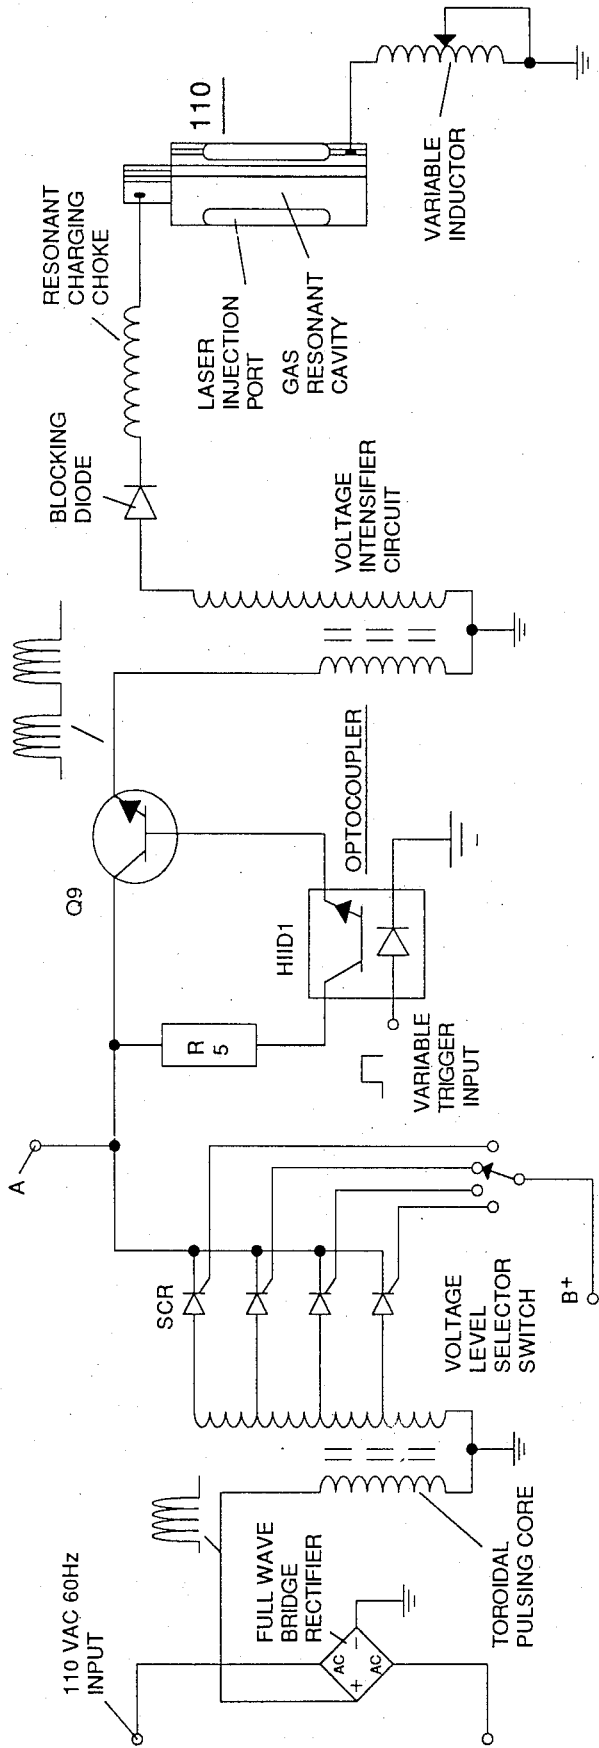 110 VAC 60Hz
INPUT
FULL WAVE
BRIDGE
RECTIFIER
AC
AC
+
−
TOROIDAL
PULSING CORE
SCR
VOLTAGE
LEVEL
SELECTOR
SWITCH
B+
A
R
5
VARIABLE
TRIGGER
INPUT
HIID1
OPTOCOUPLER
Q9
VOLTAGE
INTENSIFIER
CIRCUIT
BLOCKING
DIODE
RESONANT
CHARGING
CHOKE
LASER
INJECTION
PORT
GAS
RESONANT
CAVITY
110
VARIABLE
INDUCTOR